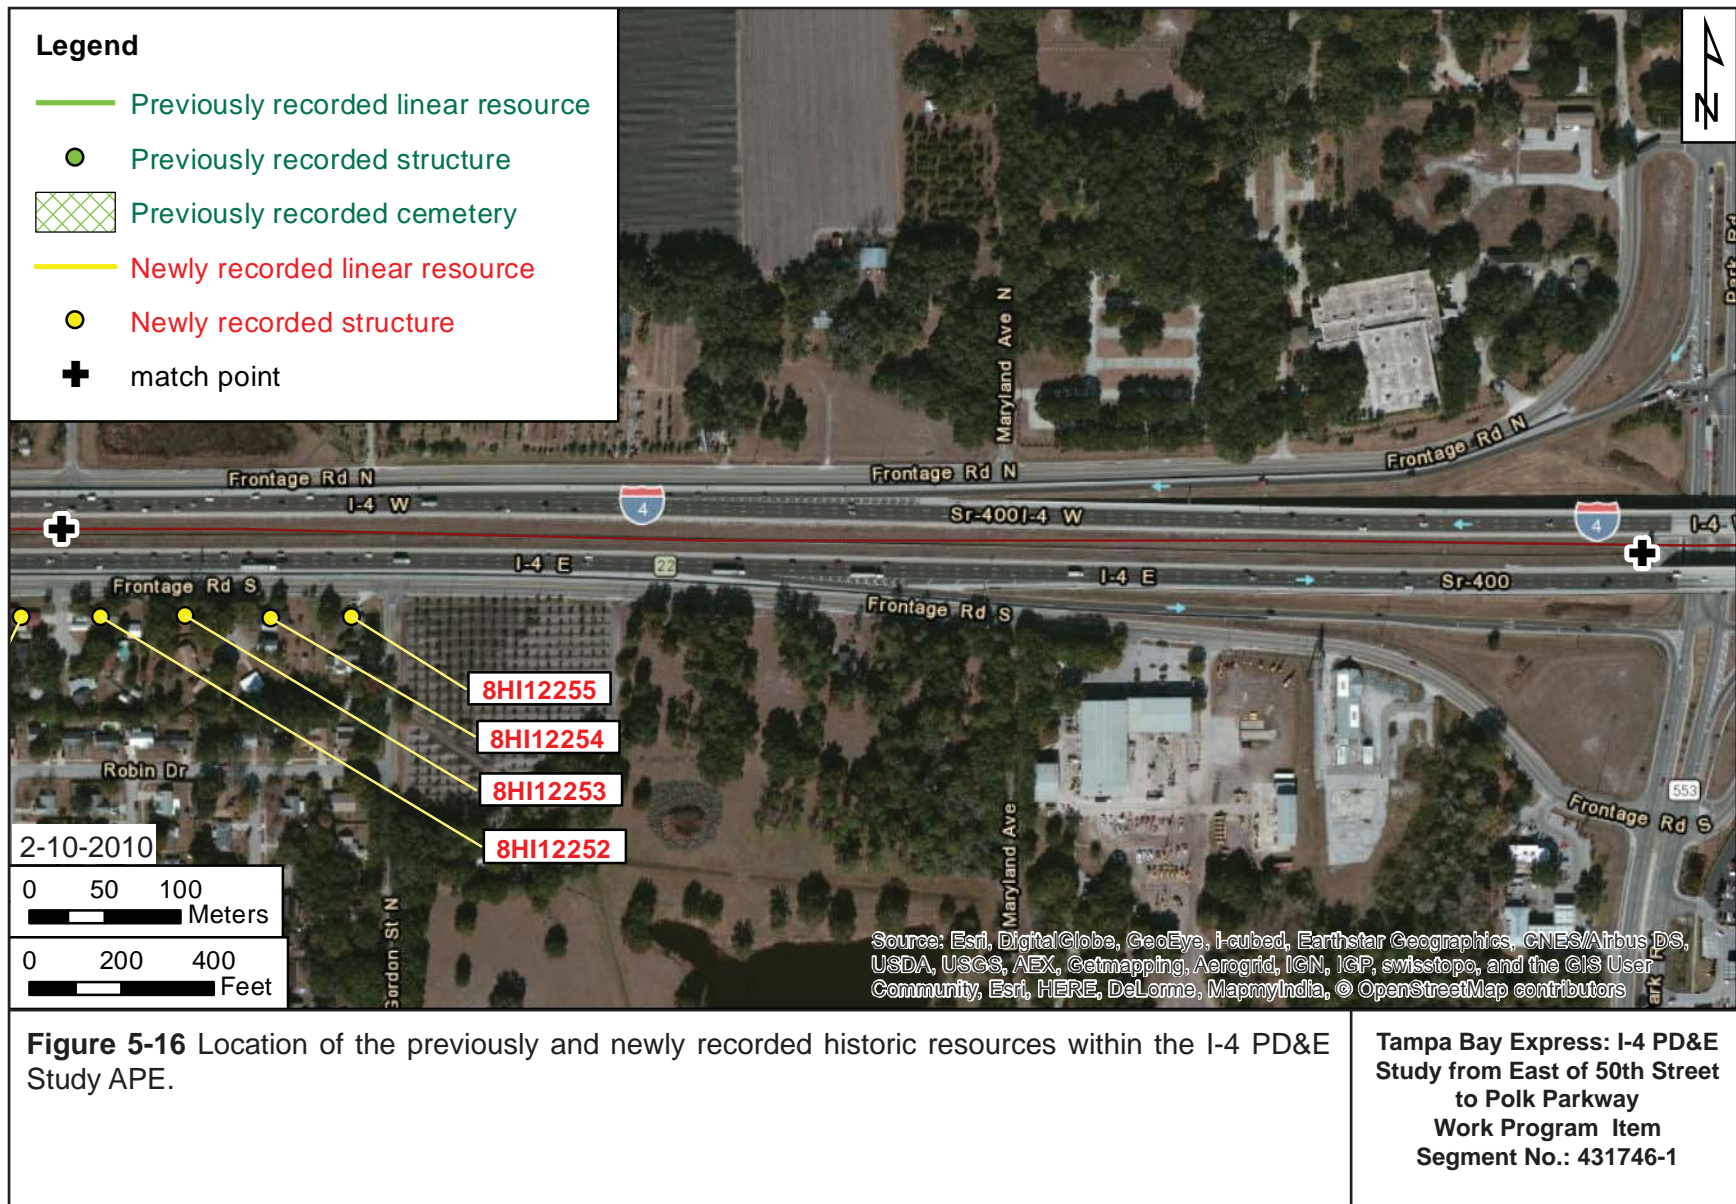 Legend
Previously recorded linear resource
Previously recorded structure
Previously recorded cemetery
Newly recorded linear resource
Newly recorded structure
match point
N
Park Rd
Maryland Ave N
Frontage Rd N
Frontage Rd N
Frontage Rd N
I-4 W
4
Sr-400
I-4 W
4
I-4 W
I-4 E
22
I-4 E
Sr-400
Frontage Rd S
Frontage Rd S
8HI12255
8HI12254
8HI12253
8HI12252
Robin Dr
553
Frontage Rd S
Maryland Ave
Gordon St N
2-10-2010
0 50 100
Meters
0 200 400
Feet
Source: Esri, DigitalGlobe, GeoEye, i-cubed, Earthstar Geographics, CNES/Airbus DS,
USDA, USGS, AEX, Getmapping, Aerogrid, IGN, IGP, swisstopo, and the GIS User
Community, Esri, HERE, DeLorme, MapmyIndia, © OpenStreetMap contributors
Figure 5-16 Location of the previously and newly recorded historic resources within the I-4 PD&E
Study APE.
Tampa Bay Express: I-4 PD&E
Study from East of 50th Street
to Polk Parkway
Work Program Item
Segment No.: 431746-1